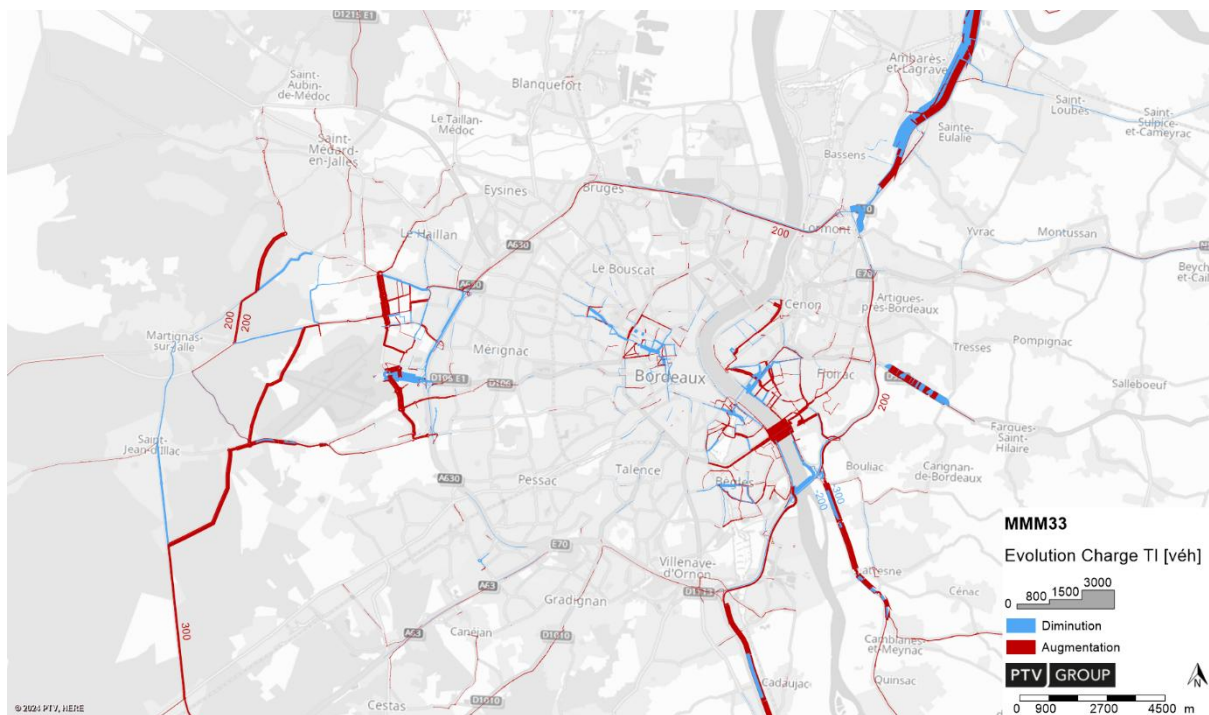 D1215 E1
Saint-
Aubin-
de-Médoc
Blanquefort
Ambarès-
et-Lagrave
Le Taillan-
Médoc
Saint-
Loubès
Saint-
Sulpice-
et-Cameyrac
Saint-
Médard-
en-Jalles
Sainte-
Eulalie
Bassens
Eysines
Bruges
Lormont
200
Yvrac
Montussan
Le Haillan
A630
Le Bouscat
E70
A630
Cenon
Artigues-
près-Bordeaux
200
200
Martignas-
sur-Jalle
Mérignac
Tresses
Pompignac
Bordeaux
Floirac
Salleboeuf
200
Fargues-
Saint-
Hilaire
Saint-
Jean-d'Illac
Talence
Bouliac
Carignan-
de-Bordeaux
A630
Pessac
Bègles
-200
300
E70
Villenave-
d'Ornon
Latresne
Cénac
A63
Gradignan
300
A63
Canéjan
D1010
Camblanes-
et-Meynac
Quinsac
Cadaujac
Cestas
D1010
MMM33
Evolution Charge TI [véh]
0 800 1500 3000
Diminution
Augmentation
PTV GROUP
N
0 900 2700 4500 m
© 2024 PTV, HERE